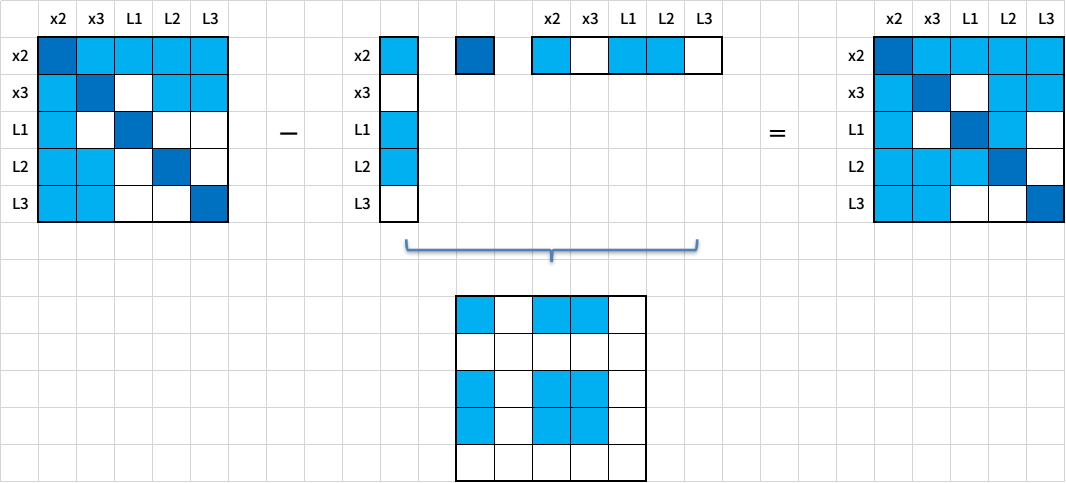 x2 x3 L1 L2 L3 x2 x3 L1 L2 L3 x2 x3 L1 L2 L3
x2 x2 x2
x3 x3 x3
L1 − L1 = L1
L2 L2 L2
L3 L3 L3